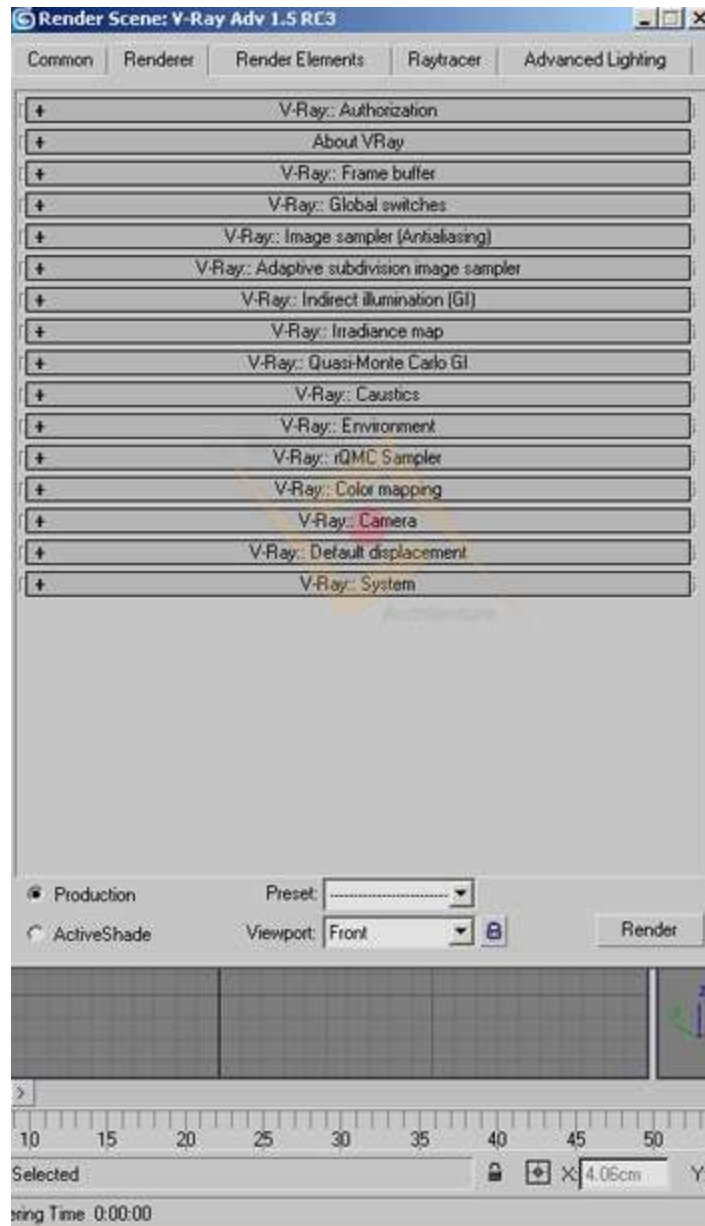 Render Scene: V-Ray Adv 1.5 RC3
Common Renderer Render Elements Raytracer Advanced Lighting
+ V-Ray:: Authorization
+ About VRay
+ V-Ray:: Frame buffer
+ V-Ray:: Global switches
+ V-Ray:: Image sampler (Antialiasing)
+ V-Ray:: Adaptive subdivision image sampler
+ V-Ray:: Indirect illumination (GI)
+ V-Ray:: Irradiance map
+ V-Ray:: Quasi-Monte Carlo GI
+ V-Ray:: Caustics
+ V-Ray:: Environment
+ V-Ray:: rQMC Sampler
+ V-Ray:: Color mapping
+ V-Ray:: Camera
+ V-Ray:: Default displacement
+ V-Ray:: System
Architecture
Production Preset: --------------------
ActiveShade Viewport: Front Render
z
y
>
10 15 20 25 30 35 40 45 50
Selected X: 4.06cm Y
ering Time 0:00:00